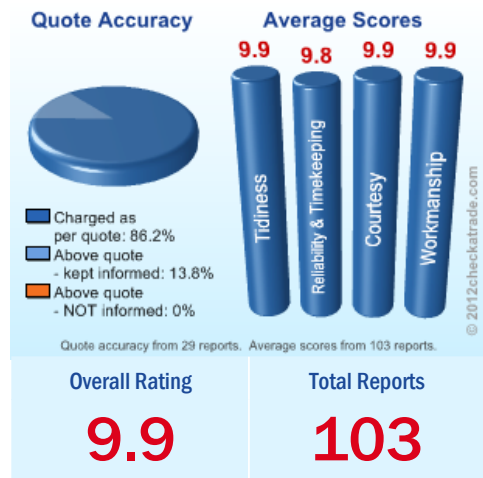 Quote Accuracy
Average Scores
9.9
9.8
9.9
9.9
Tidiness
Reliability & Timekeeping
Courtesy
Workmanship
Charged as
per quote: 86.2%
Above quote
- kept informed: 13.8%
Above quote
- NOT informed: 0%
© 2012checkatrade.com
Quote accuracy from 29 reports. Average scores from 103 reports.
Overall Rating
9.9
Total Reports
103